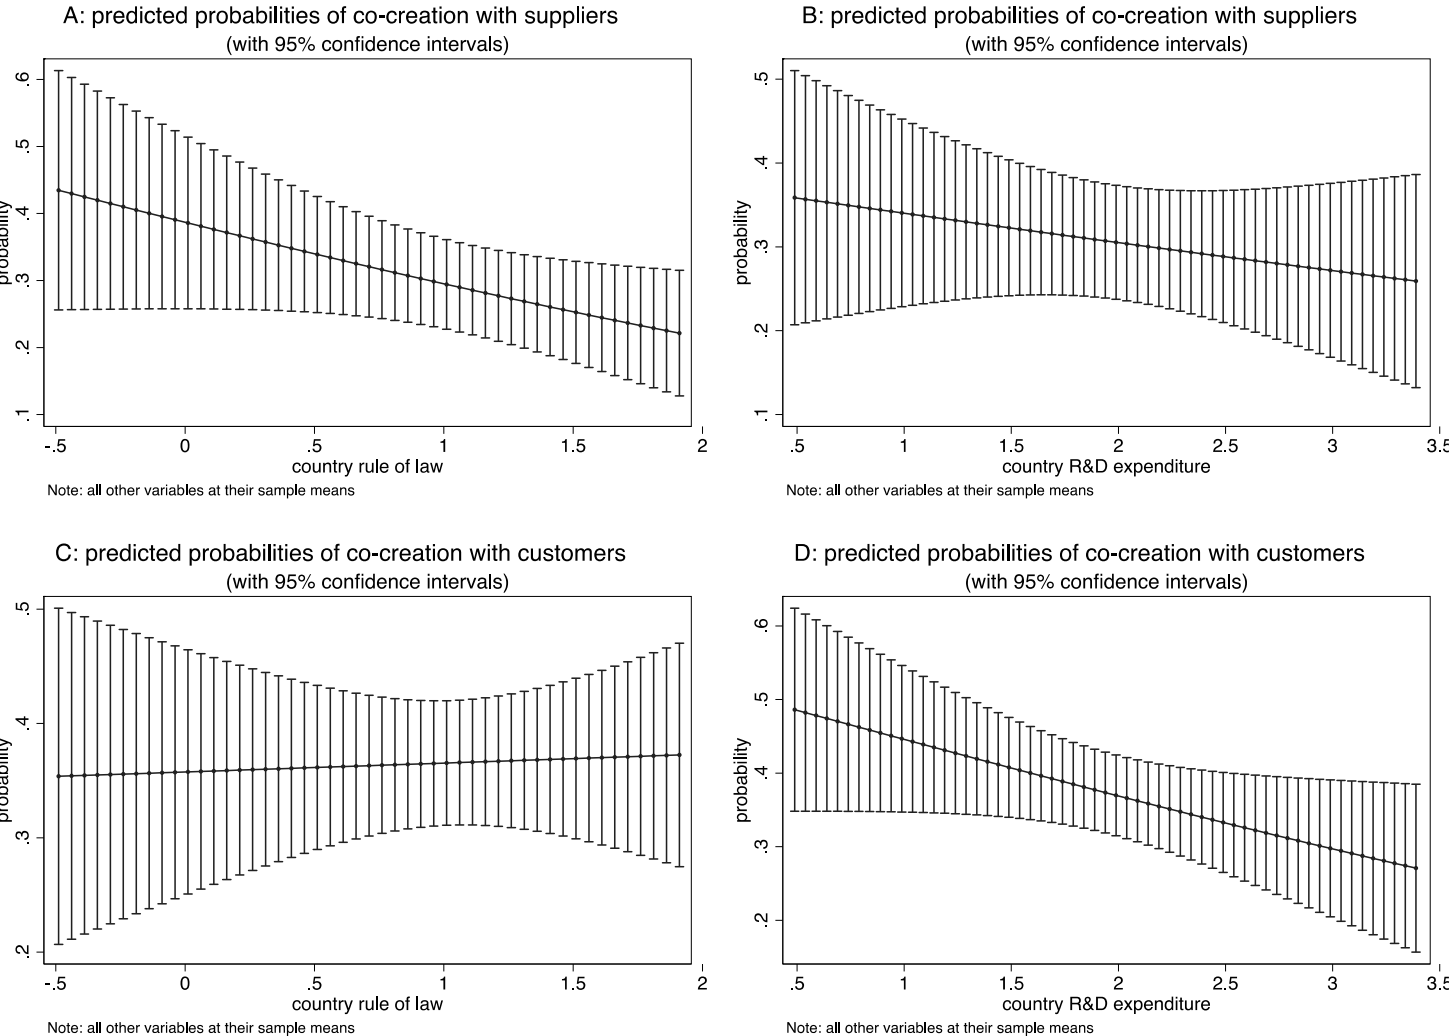 A: predicted probabilities of co-creation with suppliers
(with 95% confidence intervals)
probability
.6
.5
.4
.3
.2
.1
-.5 0 .5 1 1.5 2
country rule of law
Note: all other variables at their sample means
B: predicted probabilities of co-creation with suppliers
(with 95% confidence intervals)
probability
.5
.4
.3
.2
.1
.5 1 1.5 2 2.5 3 3.5
country R&D expenditure
Note: all other variables at their sample means
C: predicted probabilities of co-creation with customers
(with 95% confidence intervals)
probability
.5
.4
.3
.2
-.5 0 .5 1 1.5 2
country rule of law
Note: all other variables at their sample means
D: predicted probabilities of co-creation with customers
(with 95% confidence intervals)
probability
.6
.5
.4
.3
.2
.5 1 1.5 2 2.5 3 3.5
country R&D expenditure
Note: all other variables at their sample means